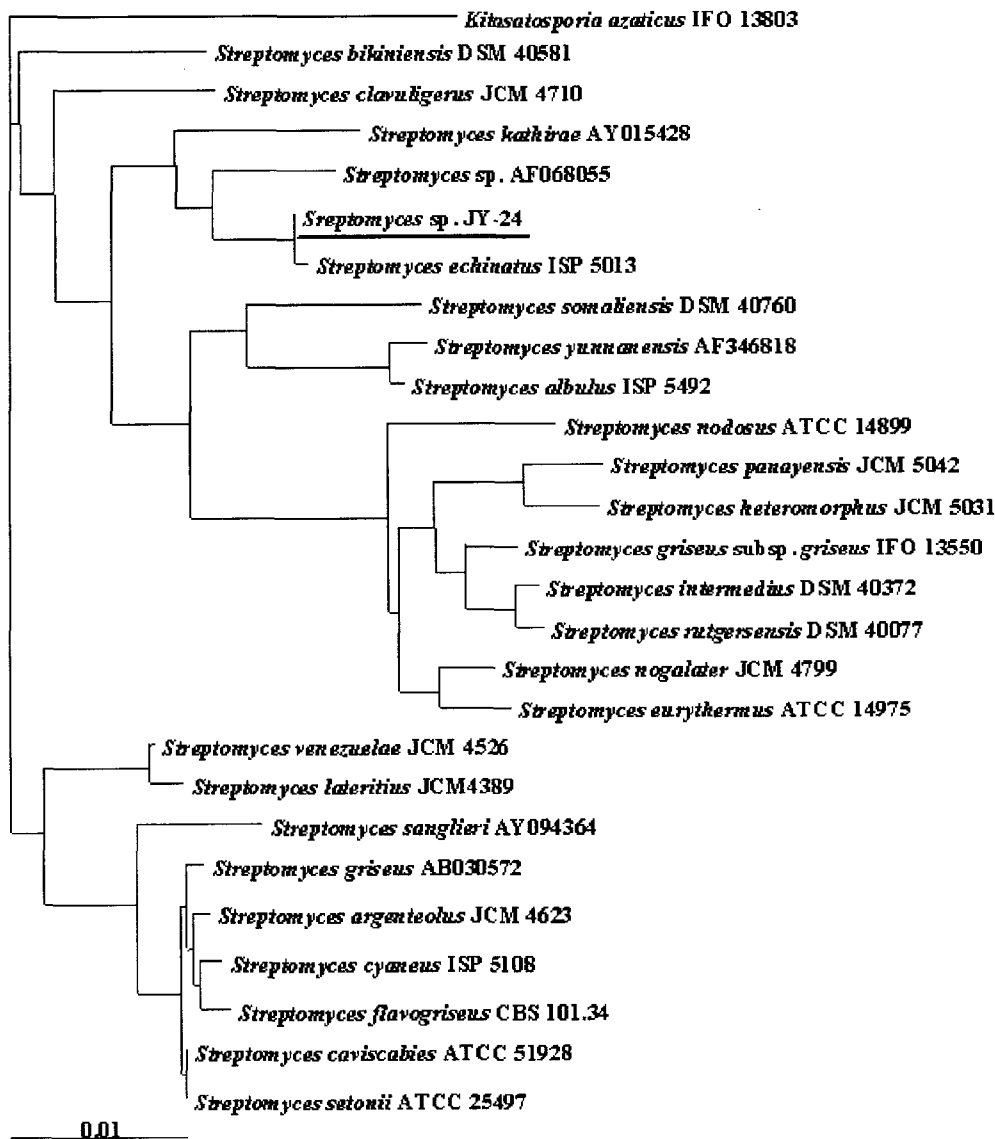 Kitasatosporia azaticus IFO 13803
Streptomyces bikiniensis DSM 40581
Streptomyces clavuligerus JCM 4710
Streptomyces kathirae AY015428
Streptomyces sp. AF068055
Sreptomyces sp. JY-24
Streptomyces echinatus ISP 5013
Streptomyces somaliensis DSM 40760
Streptomyces yunnanensis AF346818
Streptomyces albulus ISP 5492
Streptomyces nodosus ATCC 14899
Streptomyces panayensis JCM 5042
Streptomyces heteromorphus JCM 5031
Streptomyces griseus subsp. griseus IFO 13550
Streptomyces intermedius DSM 40372
Streptomyces rutgersensis DSM 40077
Streptomyces nogalater JCM 4799
Streptomyces eurythermus ATCC 14975
Streptomyces venezuelae JCM 4526
Streptomyces lateritius JCM4389
Streptomyces sanglieri AY094364
Streptomyces griseus AB030572
Streptomyces argenteolus JCM 4623
Streptomyces cyaneus ISP 5108
Streptomyces flavogriseus CBS 101.34
Streptomyces caviscabies ATCC 51928
Streptomyces setonii ATCC 25497
0.01